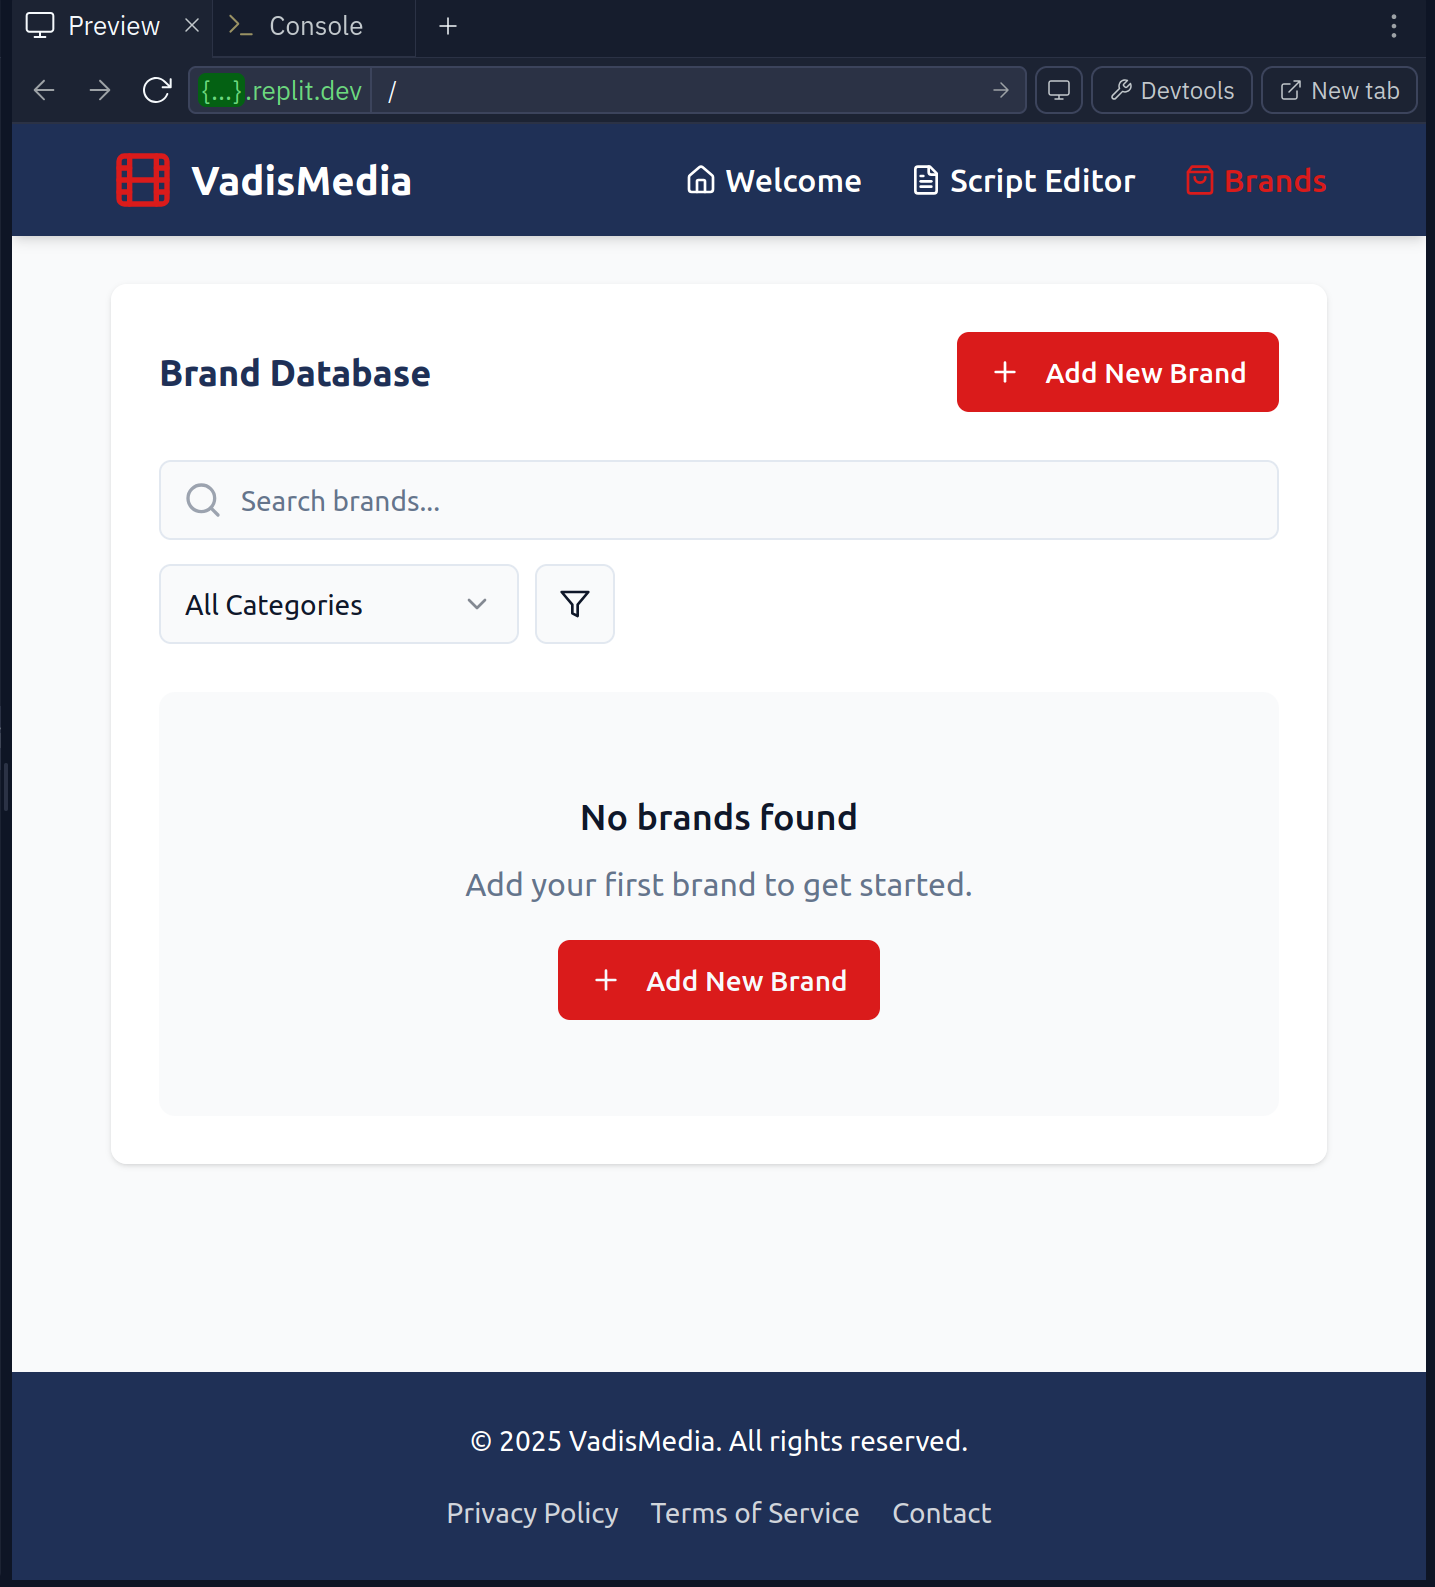 Preview
Console
{...}.replit.dev /
Devtools
New tab
VadisMedia
Welcome
Script Editor
Brands
Brand Database
Add New Brand
Search brands...
All Categories
No brands found
Add your first brand to get started.
Add New Brand
© 2025 VadisMedia. All rights reserved.
Privacy Policy Terms of Service Contact